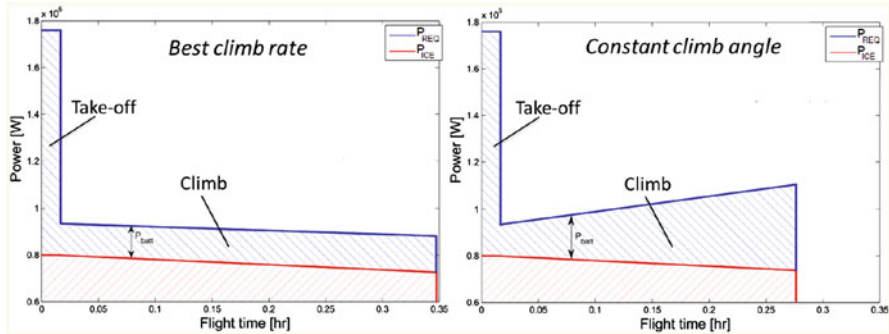 x 10⁶
Best climb rate
P_REQ
P_ICE
Take-off
Climb
P_batt
Power [W]
1.8
1.6
1.4
1.2
1
0.8
0.6
0 0.05 0.1 0.15 0.2 0.25 0.3 0.35
Flight time [hr]
x 10⁵
Constant climb angle
P_REQ
P_ICE
Take-off
Climb
P_batt
Power [W]
1.8
1.6
1.4
1.2
1
0.8
0.6
0 0.05 0.1 0.15 0.2 0.25 0.3 0.35
Flight time [hr]